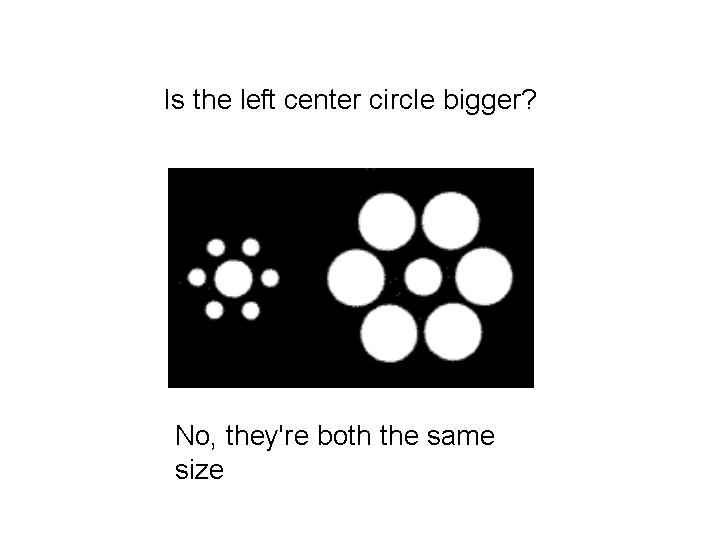 Is the left center circle bigger?
No, they're both the same
size